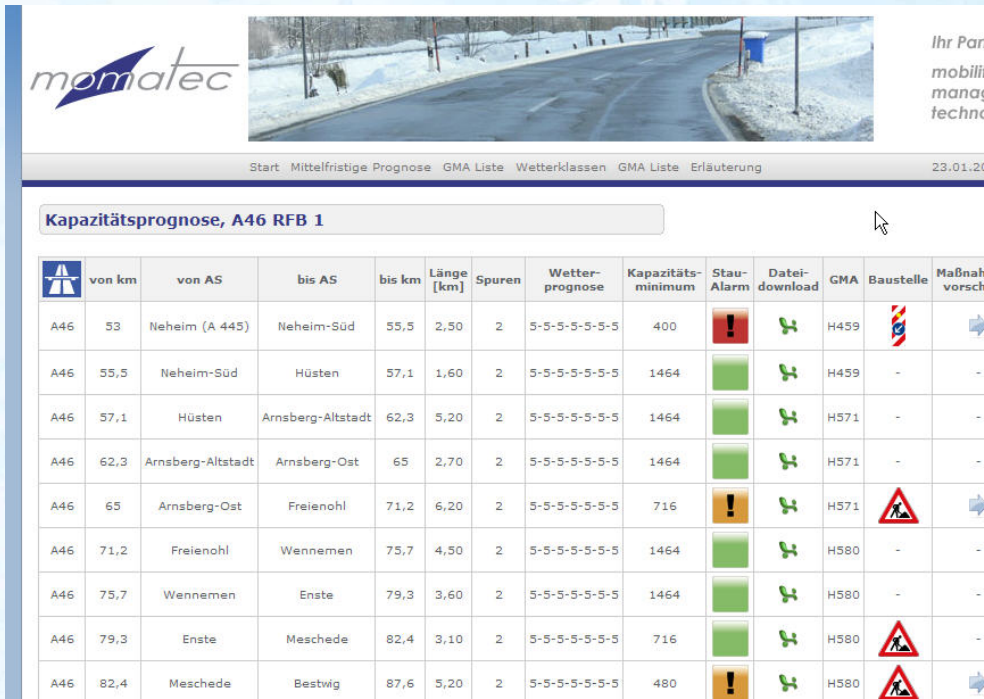 momatec
Ihr
Start Mittelfristige Prognose GMA Liste Wetterklassen GMA Liste Erläuterung 23.01.20
Kapazitätsprognose, A46 RFB 1
von km von AS bis AS bis km Länge [km] Spuren Wetter-prognose Kapazitäts-minimum Stau-Alarm Datei-download GMA Baustelle
A46 53 Neheim (A 445) Neheim-Süd 55,5 2,50 2 5-5-5-5-5-5-5 400 ! H459
A46 55,5 Neheim-Süd Hüsten 57,1 1,60 2 5-5-5-5-5-5-5 1464 H459 - -
A46 57,1 Hüsten Arnsberg-Altstadt 62,3 5,20 2 5-5-5-5-5-5-5 1464 H571 - -
A46 62,3 Arnsberg-Altstadt Arnsberg-Ost 65 2,70 2 5-5-5-5-5-5-5 1464 H571 - -
A46 65 Arnsberg-Ost Freienohl 71,2 6,20 2 5-5-5-5-5-5-5 716 ! H571
A46 71,2 Freienohl Wennemen 75,7 4,50 2 5-5-5-5-5-5-5 1464 H580 - -
A46 75,7 Wennemen Enste 79,3 3,60 2 5-5-5-5-5-5-5 1464 H580 - -
A46 79,3 Enste Meschede 82,4 3,10 2 5-5-5-5-5-5-5 716 H580 -
A46 82,4 Meschede Bestwig 87,6 5,20 2 5-5-5-5-5-5-5 480 ! H580